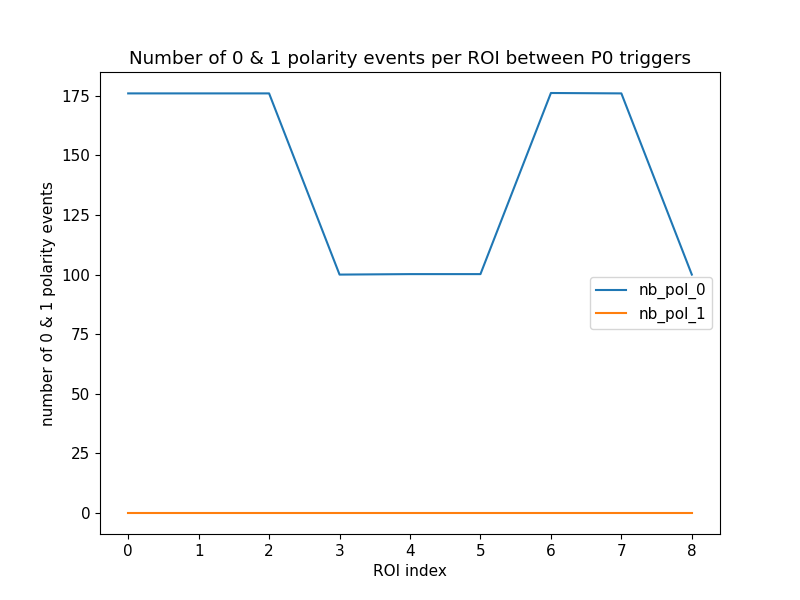 Number of 0 & 1 polarity events per ROI between P0 triggers
number of 0 & 1 polarity events
175
150
125
100
75
50
25
0
nb_pol_0
nb_pol_1
0 1 2 3 4 5 6 7 8
ROI index